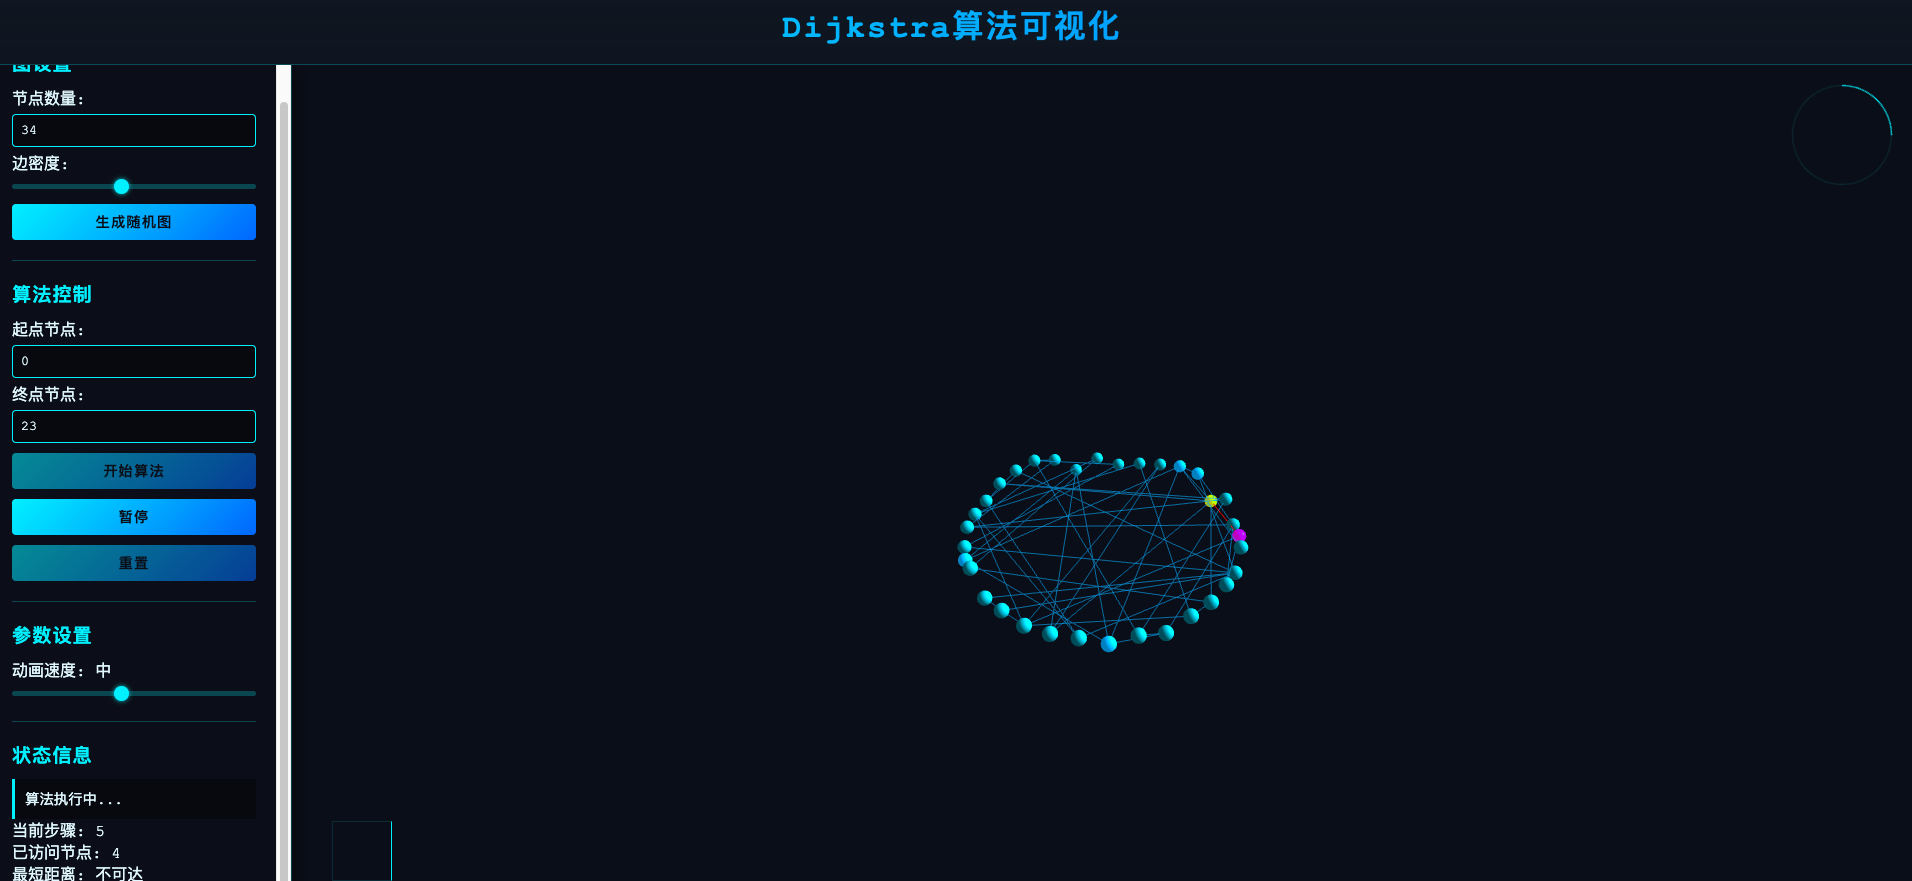 Dijkstra算法可视化
图设置
节点数量:
34
边密度:
生成随机图
算法控制
起点节点:
0
终点节点:
23
开始算法
暂停
重置
参数设置
动画速度: 中
状态信息
算法执行中...
当前步骤: 5
已访问节点: 4
最短距离: 不可达